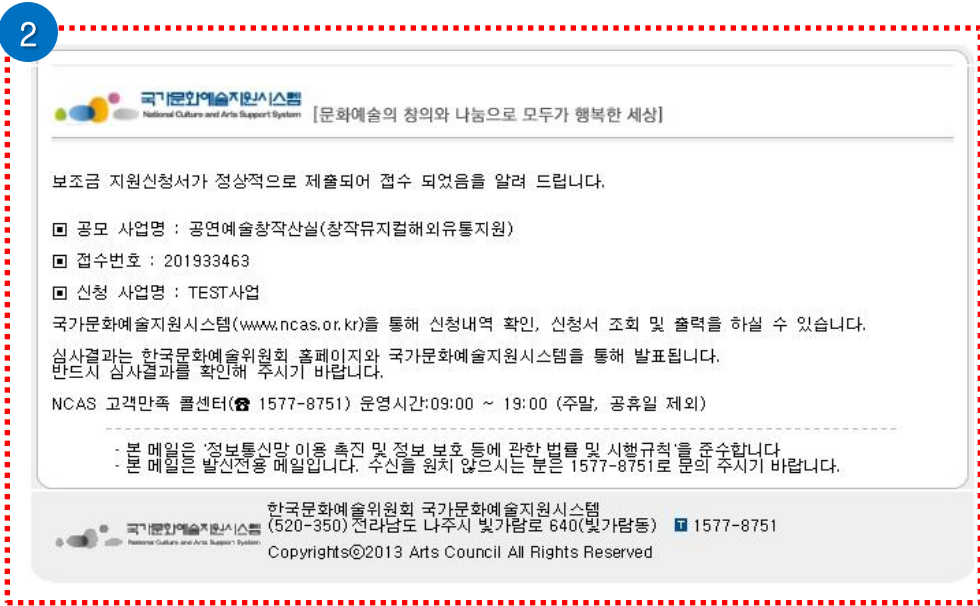 2
국가문화예술지원시스템
National Culture and Arts Support System
[문화예술의 창의와 나눔으로 모두가 행복한 세상]
보조금 지원신청서가 정상적으로 제출되어 접수 되었음을 알려 드립니다.
▣ 공모 사업명 : 공연예술창작산실(창작뮤지컬해외유통지원)
▣ 접수번호 : 201933463
▣ 신청 사업명 : TEST사업
국가문화예술지원시스템(www.ncas.or.kr)을 통해 신청내역 확인, 신청서 조회 및 출력을 하실 수 있습니다.
심사결과는 한국문화예술위원회 홈페이지와 국가문화예술지원시스템을 통해 발표됩니다.
반드시 심사결과를 확인해 주시기 바랍니다.
NCAS 고객만족 콜센터(☎ 1577-8751) 운영시간:09:00 ~ 19:00 (주말, 공휴일 제외)
- 본 메일은 '정보통신망 이용 촉진 및 정보 보호 등에 관한 법률 및 시행규칙'을 준수합니다
- 본 메일은 발신전용 메일입니다. 수신을 원치 않으시는 분은 1577-8751로 문의 주시기 바랍니다.
국가문화예술지원시스템
National Culture and Arts Support System
한국문화예술위원회 국가문화예술지원시스템
(520-350) 전라남도 나주시 빛가람로 640(빛가람동) T 1577-8751
Copyrightsⓒ2013 Arts Council All Rights Reserved